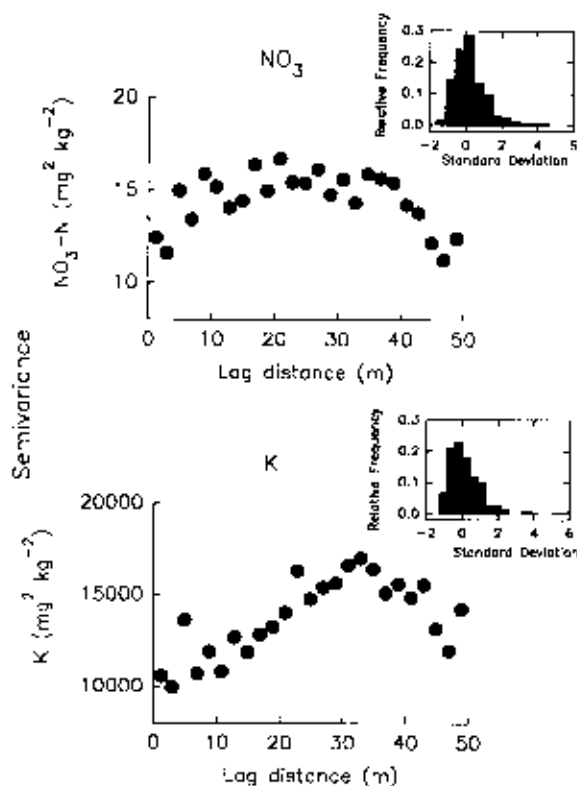 NO3
20
15
10
NO3-N (mg2 kg-2)
0 10 20 30 40 50
Lag distance (m)
0.3
0.2
0.1
0.0
Relative Frequency
-2 0 2 4 6
Standard Deviation
Semivariance
K
20000
15000
10000
K (mg2 kg-2)
0 10 20 30 40 50
Lag distance (m)
0.3
0.2
0.1
0.0
Relative Frequency
-2 0 2 4 6
Standard Deviation